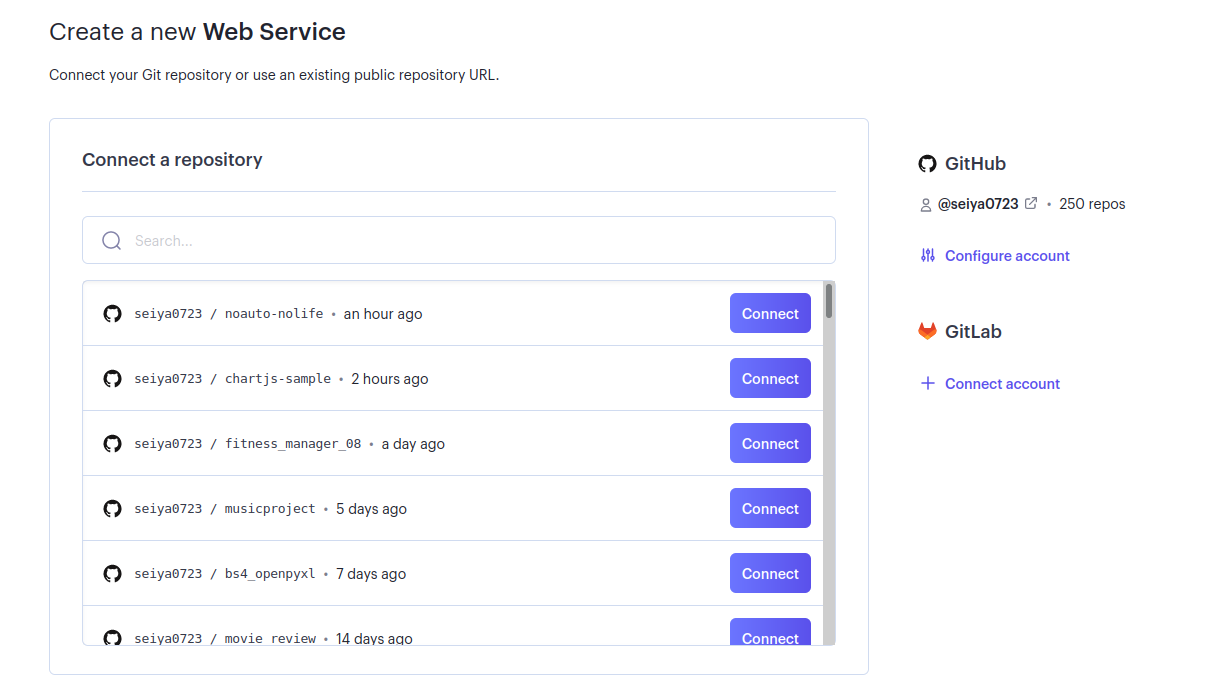 Create a new Web Service
Connect your Git repository or use an existing public repository URL.
Connect a repository
Search...
seiya0723 / noauto-nolife • an hour ago Connect
seiya0723 / chartjs-sample • 2 hours ago Connect
seiya0723 / fitness_manager_08 • a day ago Connect
seiya0723 / musicproject • 5 days ago Connect
seiya0723 / bs4_openpyxl • 7 days ago Connect
seiya0723 / movie review • 14 days ago Connect
GitHub
@seiya0723 • 250 repos
Configure account
GitLab
Connect account